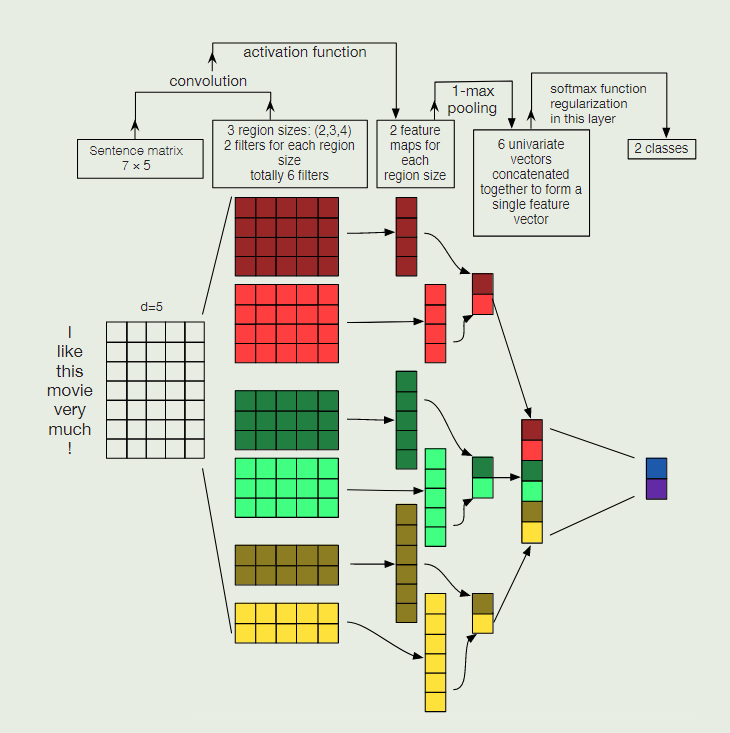 activation function
convolution
1-max
pooling
softmax function
regularization
in this layer
Sentence matrix
7 × 5
3 region sizes: (2,3,4)
2 filters for each region
size
totally 6 filters
2 feature
maps for
each
region size
6 univariate
vectors
concatenated
together to form a
single feature
vector
2 classes
d=5
I
like
this
movie
very
much
!